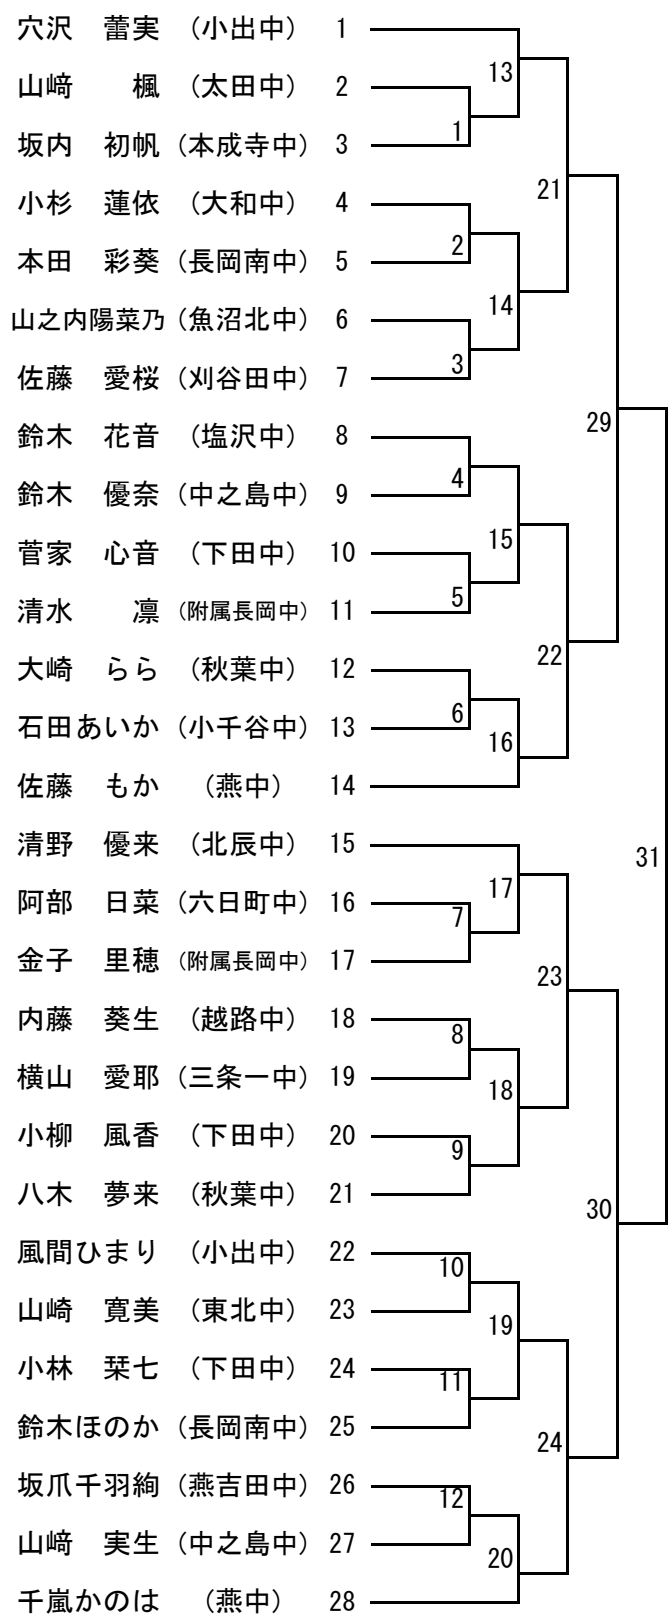 穴沢　蕾実 (小出中) 1
13
山﨑　　楓 (太田中) 2
1
坂内　初帆 (本成寺中) 3
小杉　蓮依 (大和中) 4
21
2
本田　彩葵 (長岡南中) 5
14
山之内陽菜乃 (魚沼北中) 6
3
佐藤　愛桜 (刈谷田中) 7
29
鈴木　花音 (塩沢中) 8
4
鈴木　優奈 (中之島中) 9
15
菅家　心音 (下田中) 10
5
清水　　凛 (附属長岡中) 11
22
大崎　らら (秋葉中) 12
6
石田あいか (小千谷中) 13
16
佐藤　もか (燕中) 14
清野　優来 (北辰中) 15
31
17
阿部　日菜 (六日町中) 16
7
金子　里穂 (附属長岡中) 17
23
内藤　葵生 (越路中) 18
8
横山　愛耶 (三条一中) 19
18
小柳　風香 (下田中) 20
9
八木　夢来 (秋葉中) 21
30
風間ひまり (小出中) 22
10
山崎　寛美 (東北中) 23
19
小林　栞七 (下田中) 24
11
鈴木ほのか (長岡南中) 25
24
坂爪千羽絢 (燕吉田中) 26
12
山﨑　実生 (中之島中) 27
20
千嵐かのは (燕中) 28